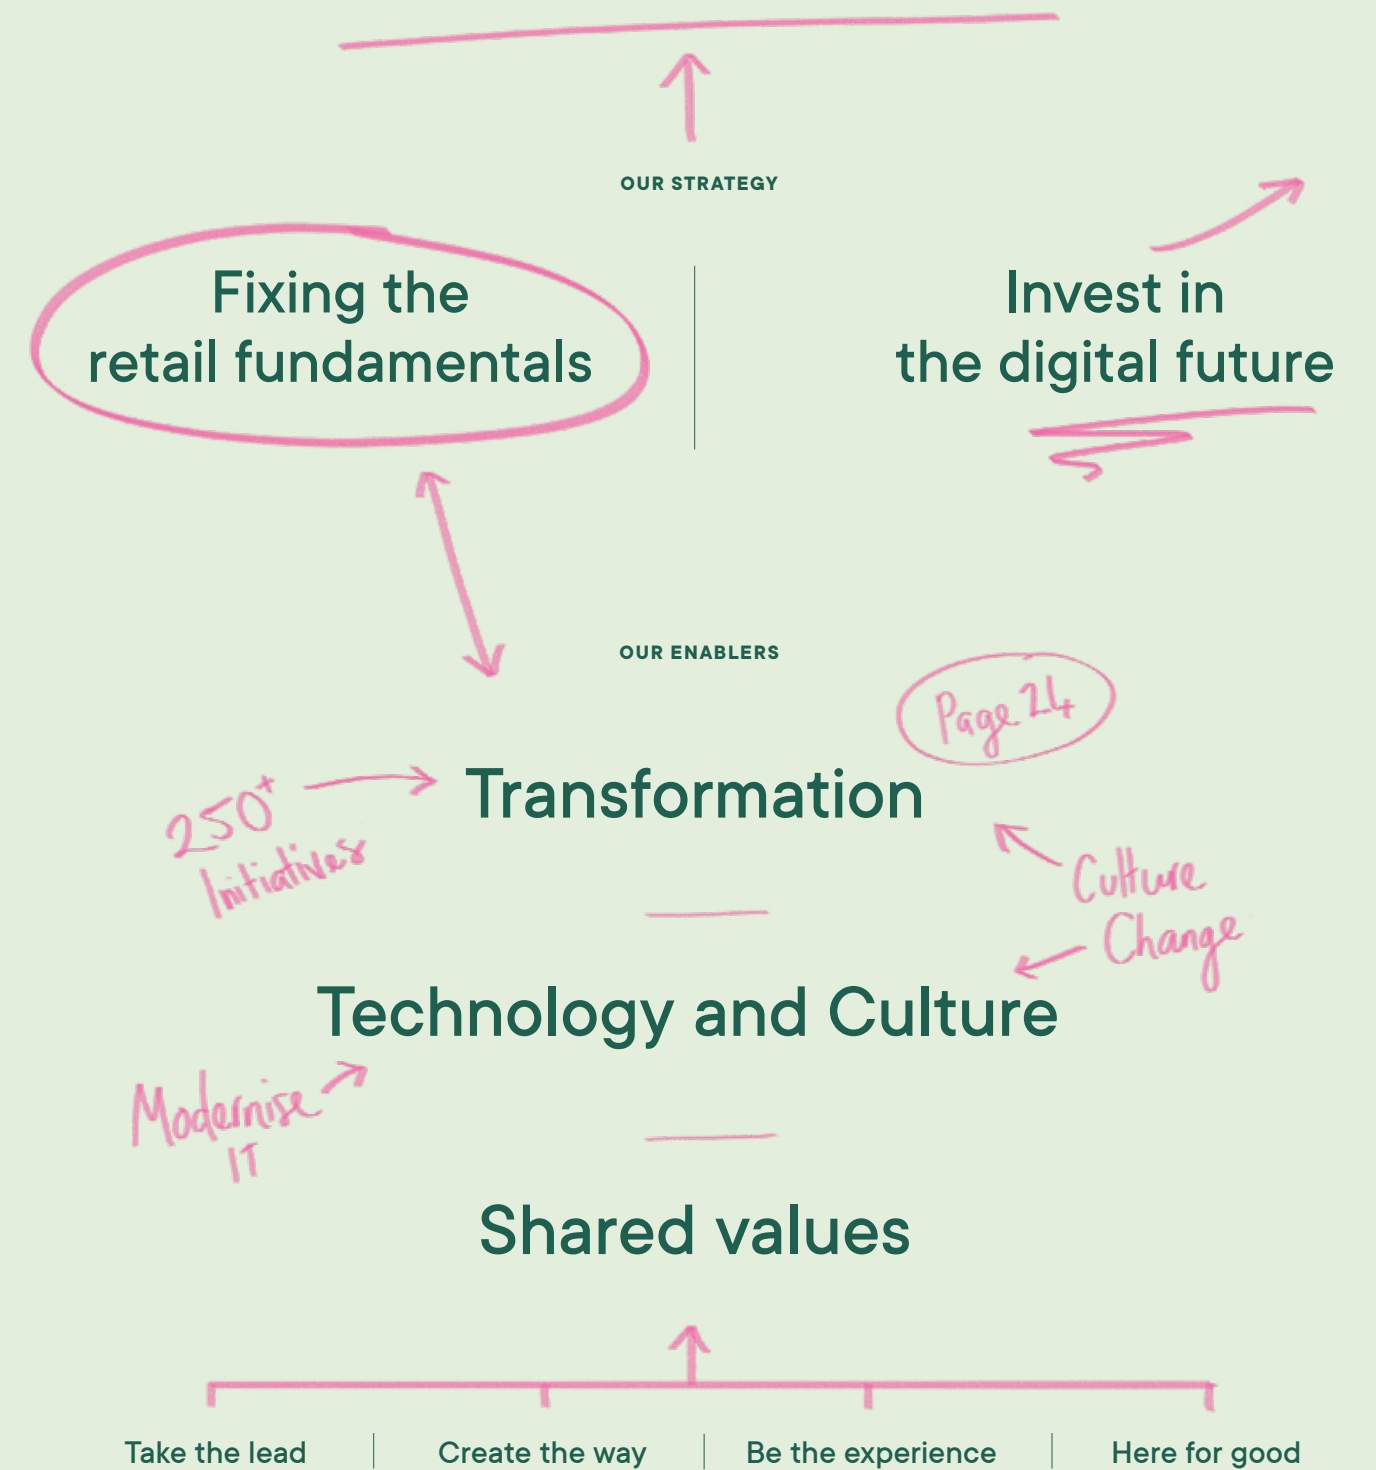 OUR STRATEGY
Fixing the
retail fundamentals
Invest in
the digital future
OUR ENABLERS
Page 24
Transformation
250+
Initiatives
Culture
Change
Technology and Culture
Modernise
IT
Shared values
Take the lead
Create the way
Be the experience
Here for good